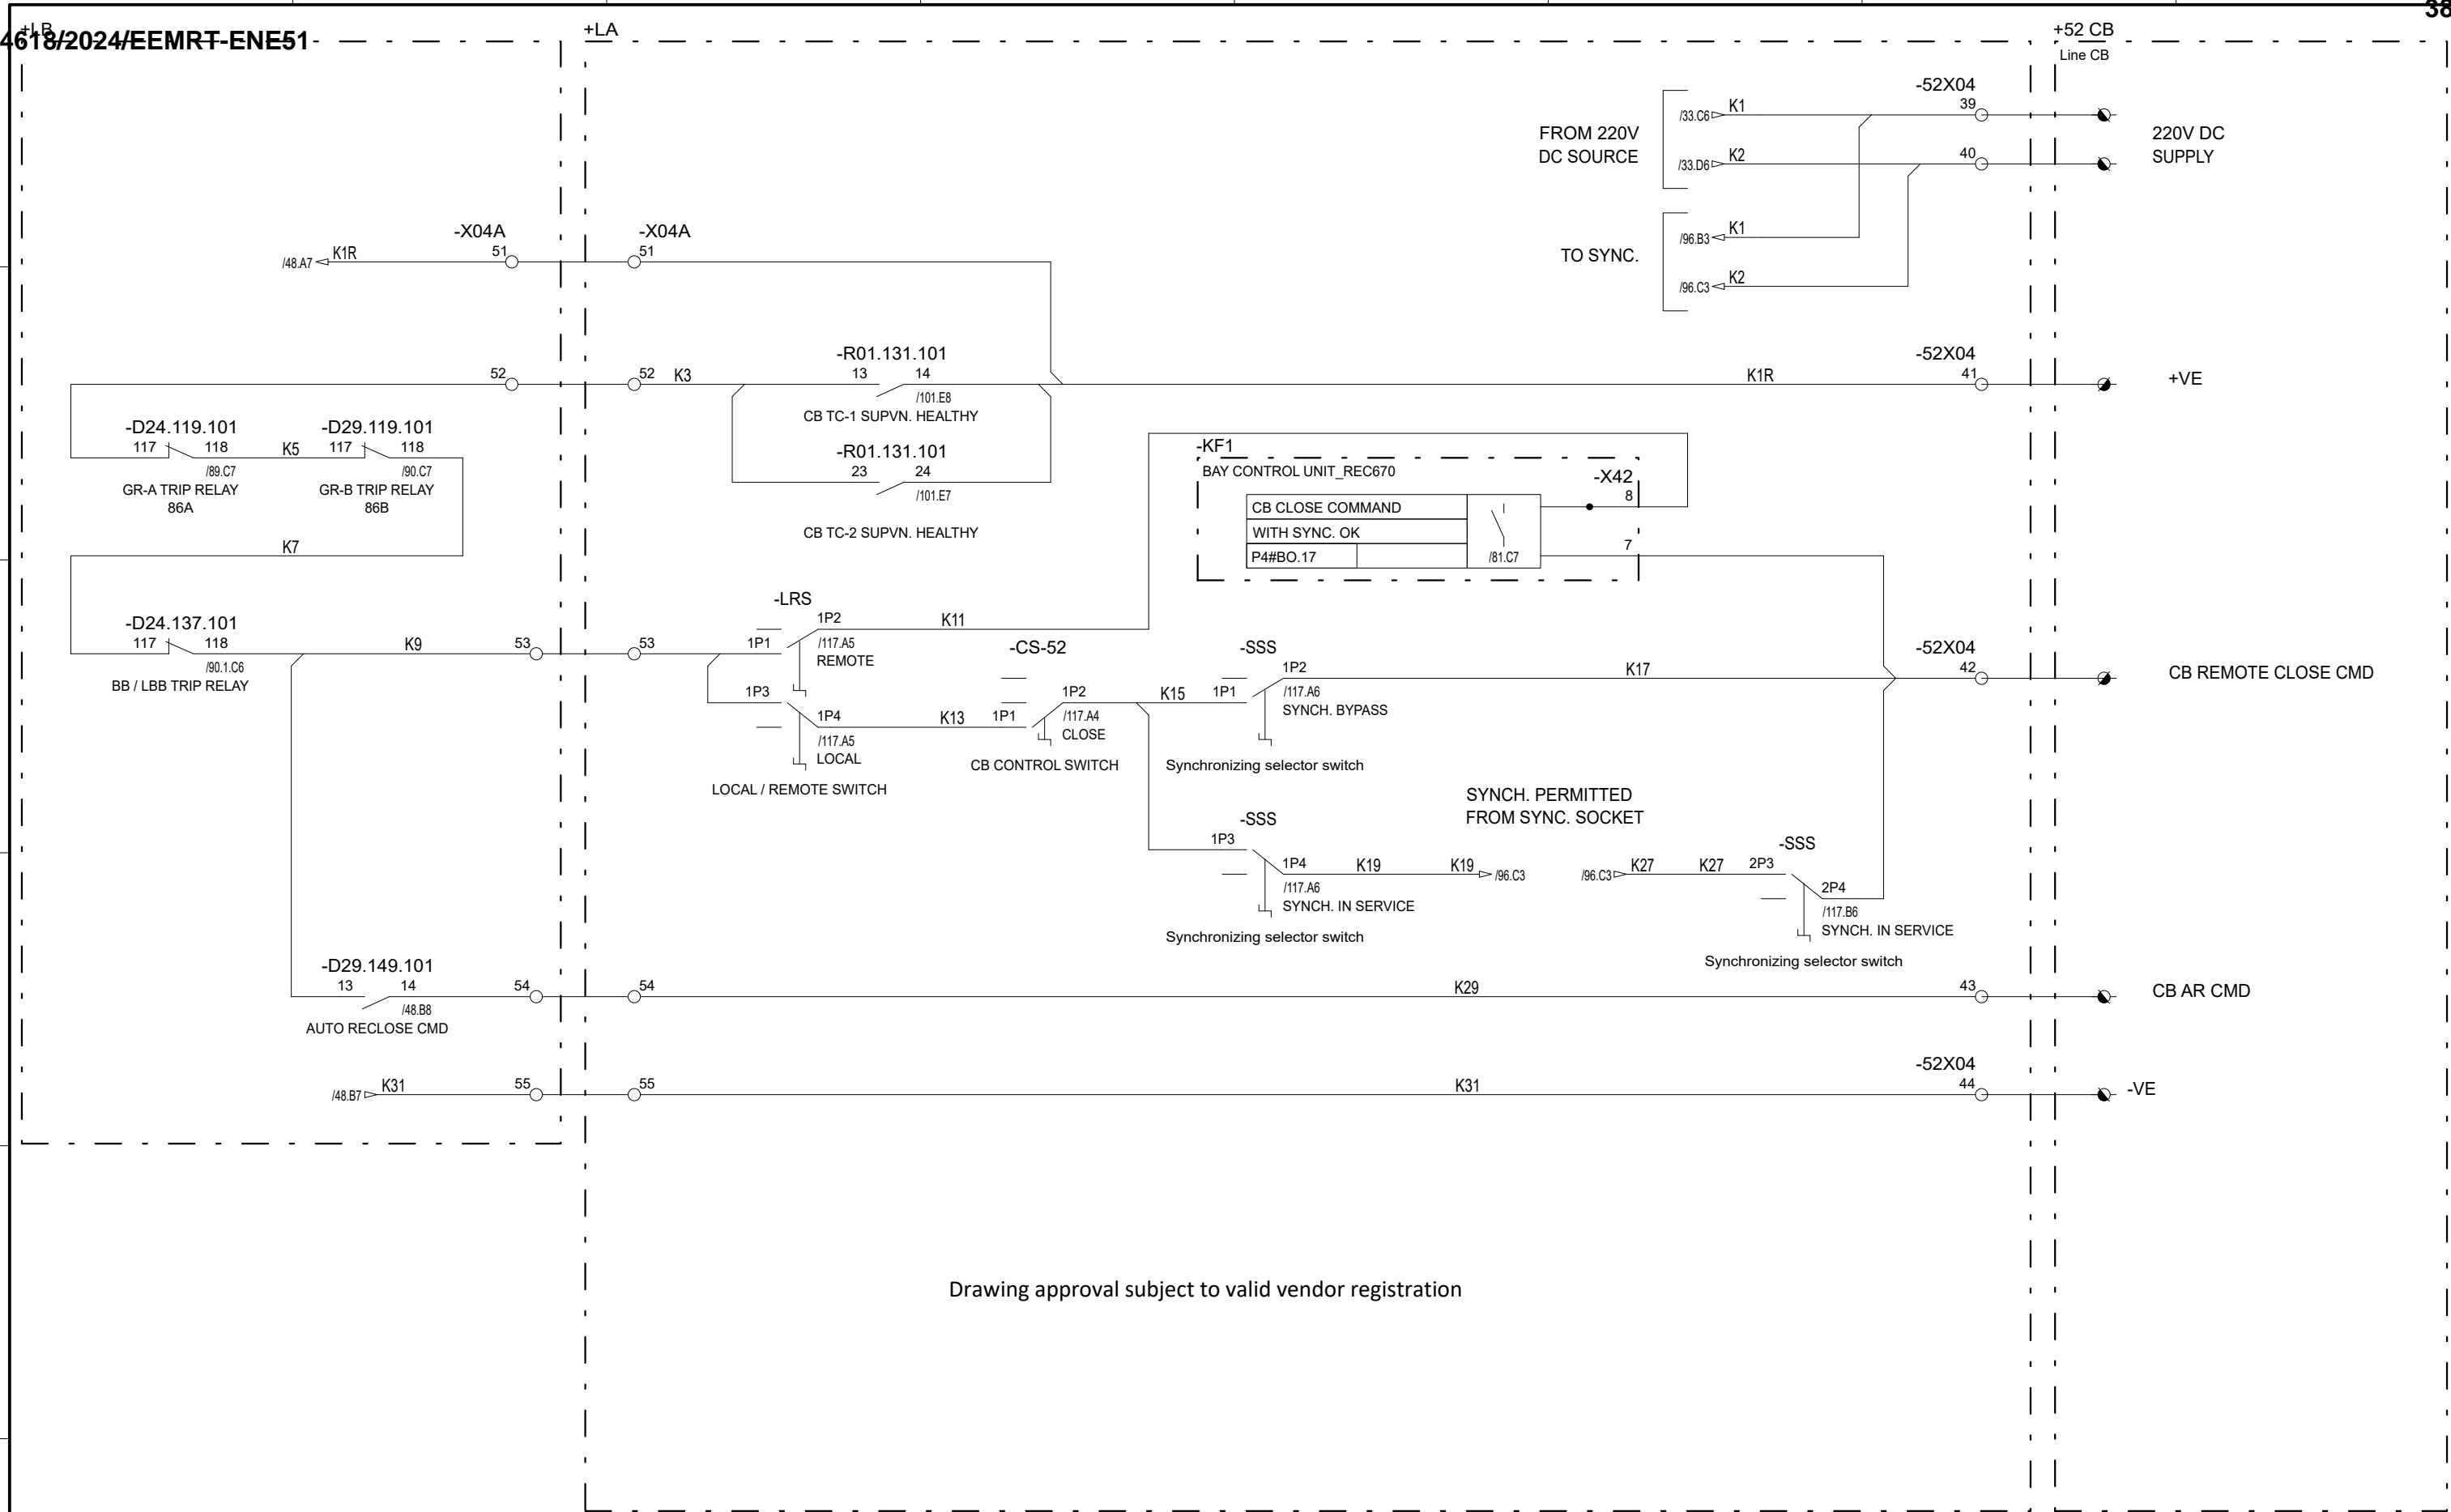 38
+LB
4618/2024/EEMRT-ENE51
+LA
+52 CB
Line CB
-52X04
39
/33.C6 K1
FROM 220V
DC SOURCE
220V DC
SUPPLY
/33.D6 K2
40
/96.B3 K1
TO SYNC.
/96.C3 K2
-X04A
-X04A
/48.A7 K1R
51
51
-R01.131.101
-52X04
52
52
K3
13
14
K1R
41
+VE
/101.E8
CB TC-1 SUPVN. HEALTHY
-D24.119.101
-D29.119.101
117
118
K5
117
118
/89.C7
/90.C7
GR-A TRIP RELAY
GR-B TRIP RELAY
86A
86B
-R01.131.101
23
24
/101.E7
CB TC-2 SUPVN. HEALTHY
-KF1
BAY CONTROL UNIT_REC670
-X42
8
CB CLOSE COMMAND
WITH SYNC. OK
P4#BO.17
/81.C7
7
K7
-D24.137.101
117
118
K9
53
53
/90.1.C6
BB / LBB TRIP RELAY
-LRS
1P2
K11
1P1
/117.A5
REMOTE
1P3
1P4
K13
/117.A5
LOCAL
LOCAL / REMOTE SWITCH
-CS-52
1P2
1P1
/117.A4
CLOSE
CB CONTROL SWITCH
K15
-SSS
1P2
1P1
/117.A6
SYNCH. BYPASS
Synchronizing selector switch
K17
-52X04
42
CB REMOTE CLOSE CMD
SYNCH. PERMITTED
FROM SYNC. SOCKET
-SSS
1P3
1P4
K19
K19
/96.C3
/117.A6
SYNCH. IN SERVICE
Synchronizing selector switch
/96.C3
K27
K27
-SSS
2P3
2P4
/117.B6
SYNCH. IN SERVICE
Synchronizing selector switch
-D29.149.101
13
14
54
54
K29
43
CB AR CMD
/48.B8
AUTO RECLOSE CMD
-52X04
/48.B7 K31
55
55
K31
44
-VE
Drawing approval subject to valid vendor registration